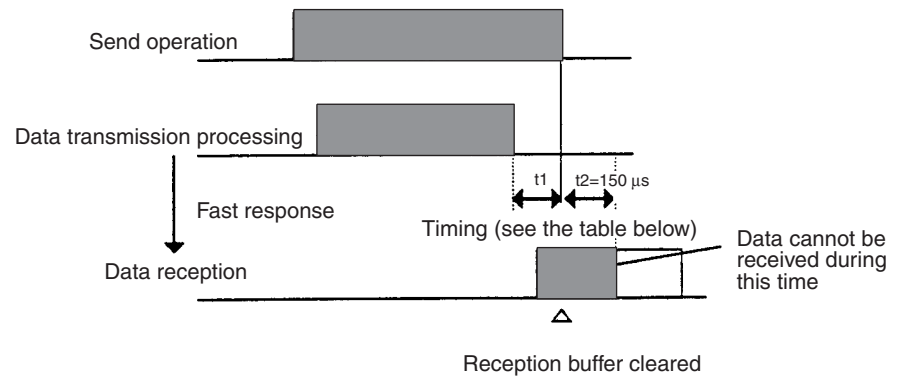 Send operation
Data transmission processing
t1
t2=150 μs
Fast response
Timing (see the table below)
Data reception
Data cannot be
received during
this time
Reception buffer cleared